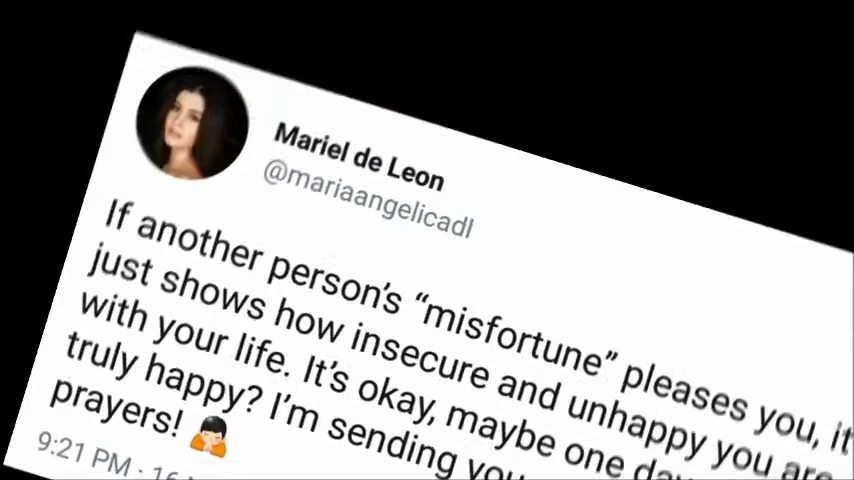 Mariel de Leon
@mariaangelicadl
If another person's “misfortune” pleases you, it
just shows how insecure and unhappy you are
with your life. It's okay, maybe one day
truly happy? I'm sending you
prayers! 🙏
9:21 PM · 16